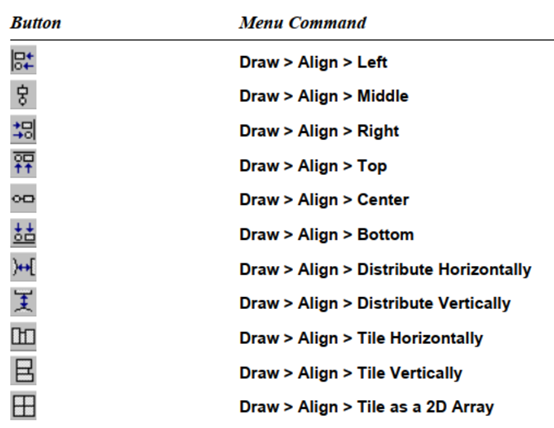 Button Menu Command
Draw > Align > Left
Draw > Align > Middle
Draw > Align > Right
Draw > Align > Top
Draw > Align > Center
Draw > Align > Bottom
Draw > Align > Distribute Horizontally
Draw > Align > Distribute Vertically
Draw > Align > Tile Horizontally
Draw > Align > Tile Vertically
Draw > Align > Tile as a 2D Array